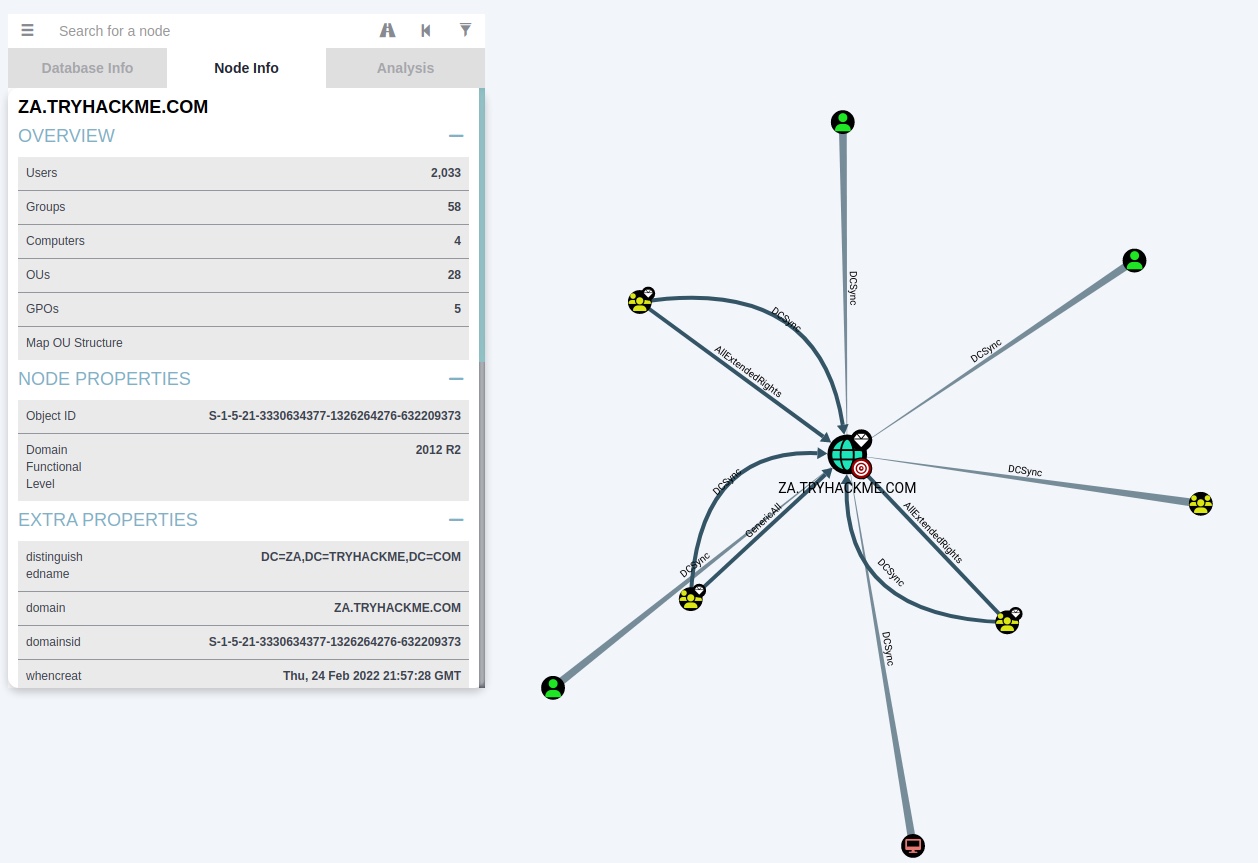 Search for a node
Database Info
Node Info
Analysis
ZA.TRYHACKME.COM
OVERVIEW
Users 2,033
Groups 58
Computers 4
OUs 28
GPOs 5
Map OU Structure
NODE PROPERTIES
Object ID S-1-5-21-3330634377-1326264276-632209373
Domain 2012 R2
Functional
Level
EXTRA PROPERTIES
distinguish DC=ZA,DC=TRYHACKME,DC=COM
edname
domain ZA.TRYHACKME.COM
domainsid S-1-5-21-3330634377-1326264276-632209373
whencreat Thu, 24 Feb 2022 21:57:28 GMT
DCSync
DCSync
AllExtendedRights
DCSync
DCSync
DCSync
ZA.TRYHACKME.COM
GenericAll
AllExtendedRights
DCSync
DCSync
DCSync